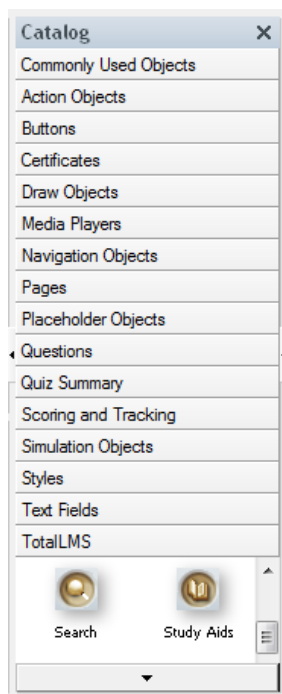 Catalog
Commonly Used Objects
Action Objects
Buttons
Certificates
Draw Objects
Media Players
Navigation Objects
Pages
Placeholder Objects
Questions
Quiz Summary
Scoring and Tracking
Simulation Objects
Styles
Text Fields
TotalLMS
Search Study Aids